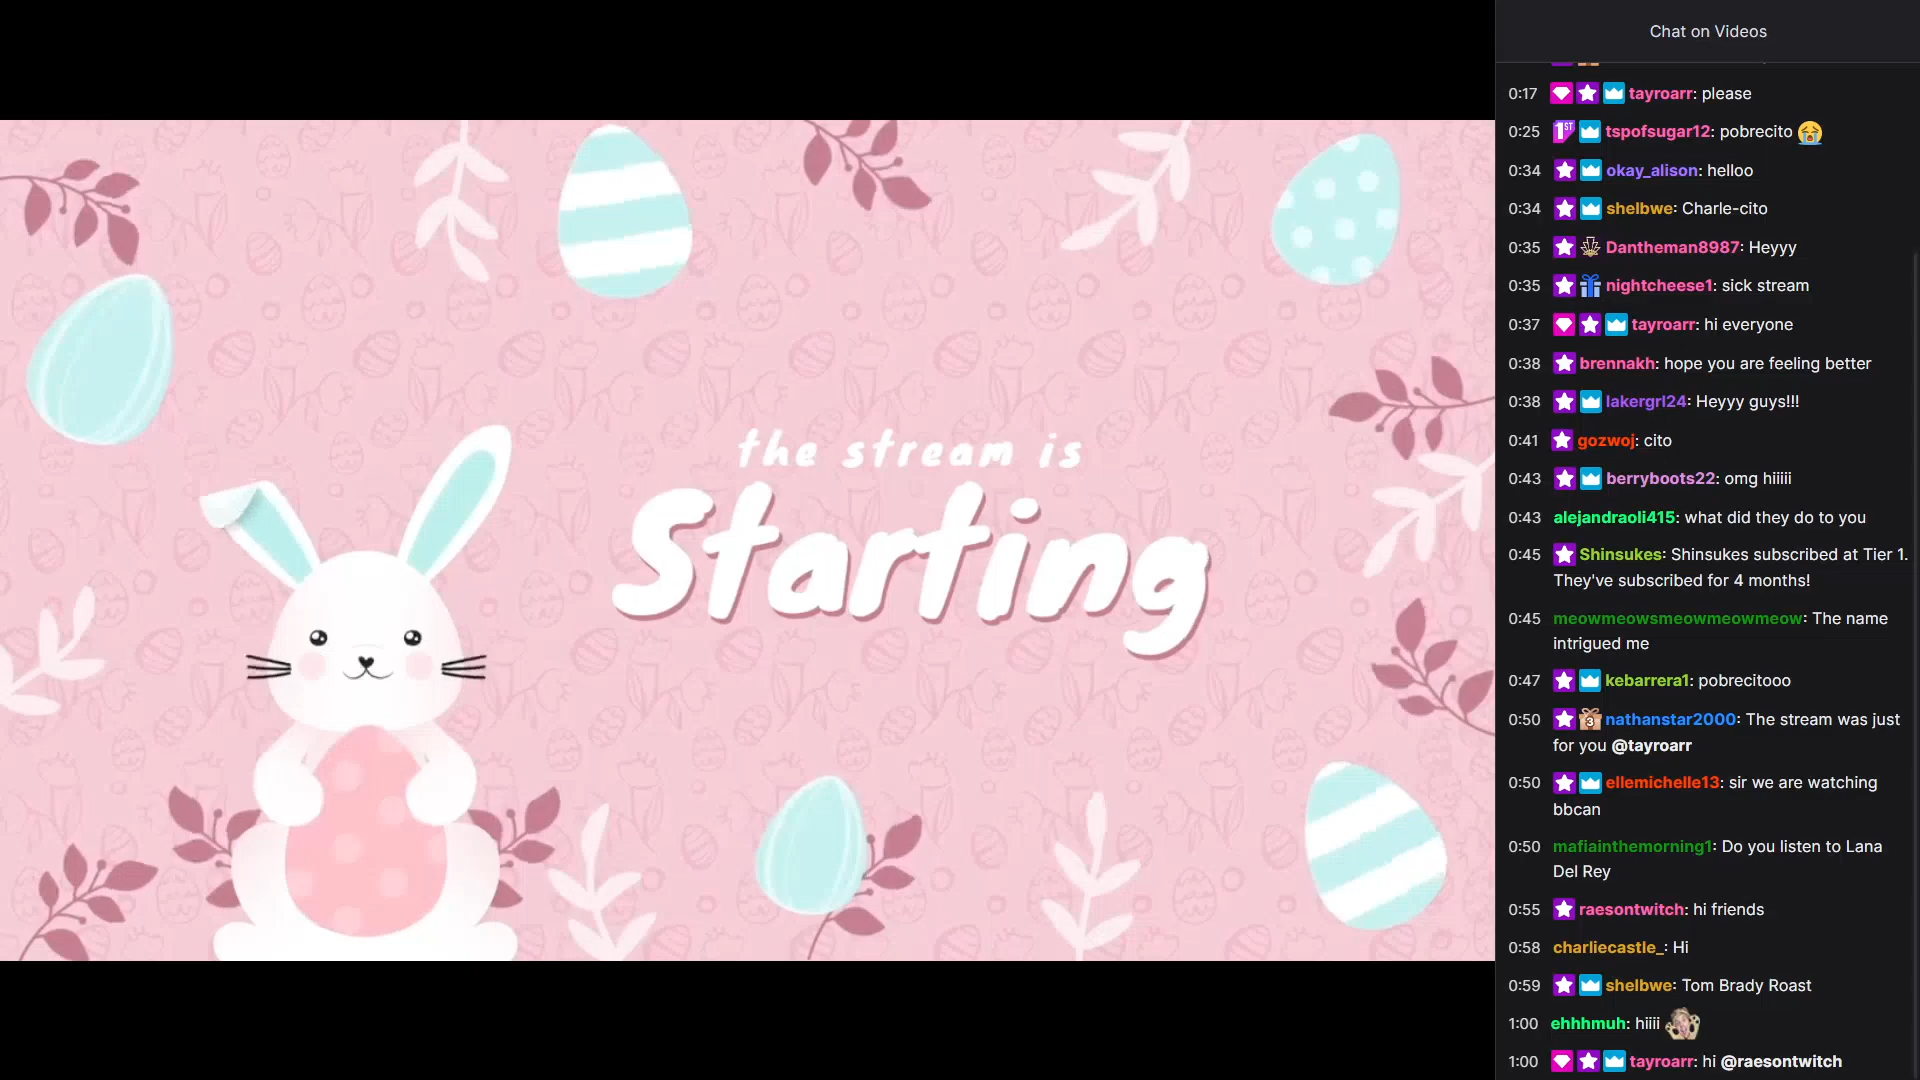 the stream is
Starting
Chat on Videos
0:17 tayroarr: please
0:25 1ST tspofsugar12: pobrecito
0:34 okay_alison: helloo
0:34 shelbwe: Charle-cito
0:35 Dantheman8987: Heyyy
0:35 nightcheese1: sick stream
0:37 tayroarr: hi everyone
0:38 brennakh: hope you are feeling better
0:38 lakergrl24: Heyyy guys!!!
0:41 gozwoj: cito
0:43 berryboots22: omg hiiiii
0:43 alejandraoli415: what did they do to you
0:45 Shinsukes: Shinsukes subscribed at Tier 1.
They've subscribed for 4 months!
0:45 meowmeowsmeowmeowmeow: The name
intrigued me
0:47 kebarrera1: pobrecitooo
0:50 3 nathanstar2000: The stream was just
for you @tayroarr
0:50 ellemichelle13: sir we are watching
bbcan
0:50 mafiainthemorning1: Do you listen to Lana
Del Rey
0:55 raesontwitch: hi friends
0:58 charliecastle_: Hi
0:59 shelbwe: Tom Brady Roast
1:00 ehhhmuh: hiiii
1:00 tayroarr: hi @raesontwitch